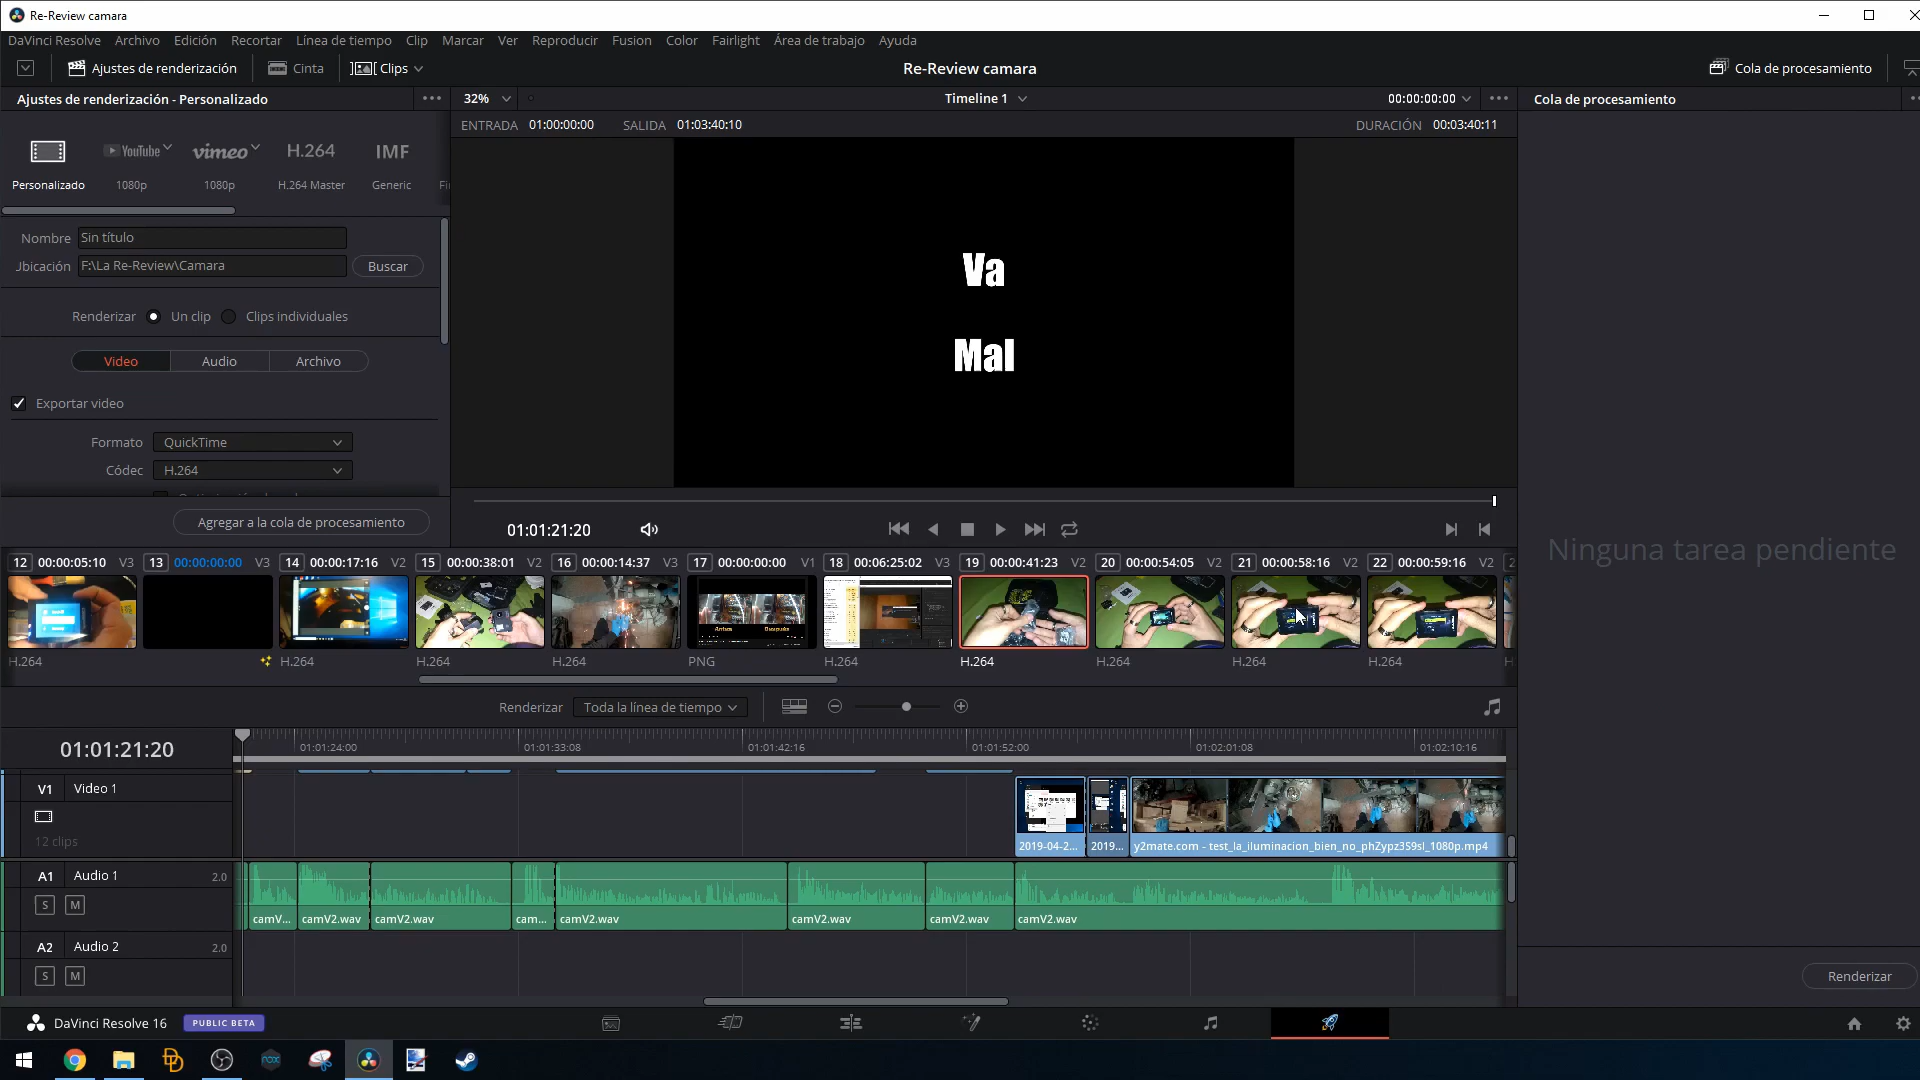 Re-Review camara
DaVinci Resolve Archivo Edición Recortar Línea de tiempo Clip Marcar Ver Reproducir Fusion Color Fairlight Área de trabajo Ayuda
Ajustes de renderización Cinta Clips Re-Review camara Cola de procesamiento
Ajustes de renderización - Personalizado 32% Timeline 1 00:00:00:00 Cola de procesamiento
ENTRADA 01:00:00:00 SALIDA 01:03:40:10 DURACIÓN 00:03:40:11
YouTube vimeo H.264 IMF
Personalizado 1080p 1080p H.264 Master Generic
Nombre Sin título
Jbicación F:\La Re-Review\Camara Buscar
Renderizar Un clip Clips individuales
Video Audio Archivo
Exportar video
Formato QuickTime
Códec H.264
Agregar a la cola de procesamiento
Va
Mal
01:01:21:20
Ninguna tarea pendiente
12 00:00:05:10 V3 13 00:00:00:00 V3 14 00:00:17:16 V2 15 00:00:38:01 V2 16 00:00:14:37 V3 17 00:00:00:00 V1 18 00:06:25:02 V3 19 00:00:41:23 V2 20 00:00:54:05 V2 21 00:00:58:16 V2 22 00:00:59:16 V2
Antes Después
H.264 H.264 H.264 H.264 PNG H.264 H.264 H.264 H.264 H.264
Renderizar Toda la línea de tiempo
01:01:21:20 01:01:24:00 01:01:33:08 01:01:42:16 01:01:52:00 01:02:01:08 01:02:10:16
V1 Video 1
12 clips
2019-04-2... 2019... y2mate.com - test_la_iluminacion_bien_no_phZypz3S9sI_1080p.mp4
A1 Audio 1 2.0
S M
camV... camV2.wav camV2.wav cam... camV2.wav camV2.wav camV2.wav camV2.wav
A2 Audio 2 2.0
S M
Renderizar
DaVinci Resolve 16 PUBLIC BETA
nox